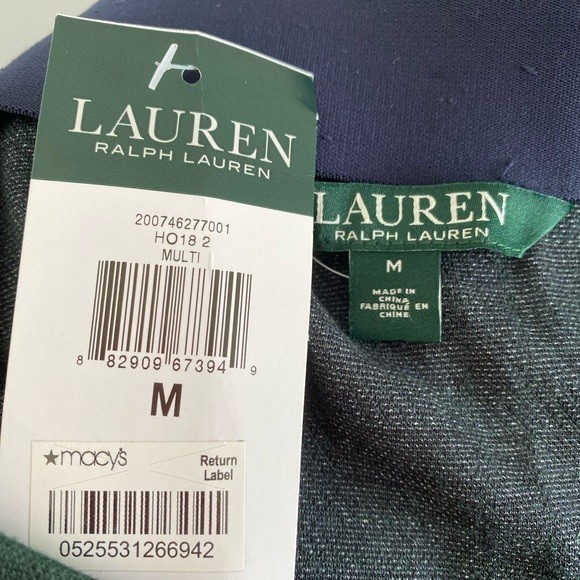 LAUREN
RALPH LAUREN
200746277001
HO18 2
MULTI
8 82909 67394 9
M
★macy's
Return
Label
0525531266942
LAUREN
RALPH LAUREN
M
MADE IN
CHINA
FABRIQUÉ EN
CHINE